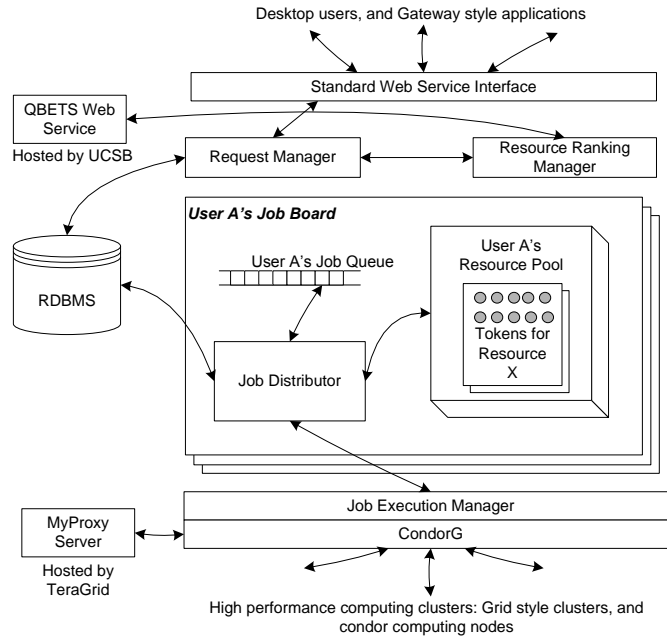 Desktop users, and Gateway style applications
Standard Web Service Interface
QBETS Web
Service
Hosted by UCSB
Request Manager
Resource Ranking
Manager
User A's Job Board
User A's Job Queue
User A's
Resource Pool
Tokens for
Resource
X
RDBMS
Job Distributor
Job Execution Manager
CondorG
MyProxy
Server
Hosted by
TeraGrid
High performance computing clusters: Grid style clusters, and
condor computing nodes